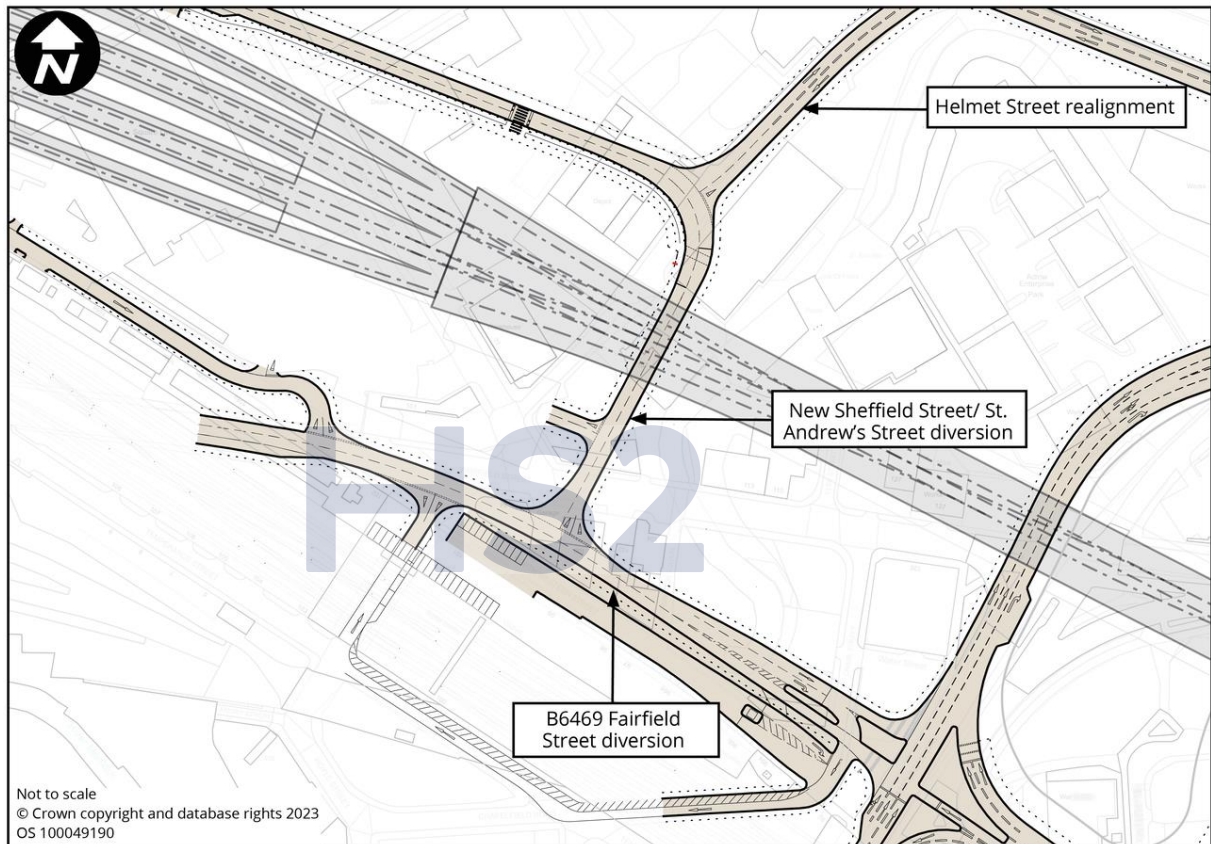 N
Helmet Street realignment
New Sheffield Street/ St.
Andrew’s Street diversion
HS2
B6469 Fairfield
Street diversion
Not to scale
© Crown copyright and database rights 2023
OS 100049190